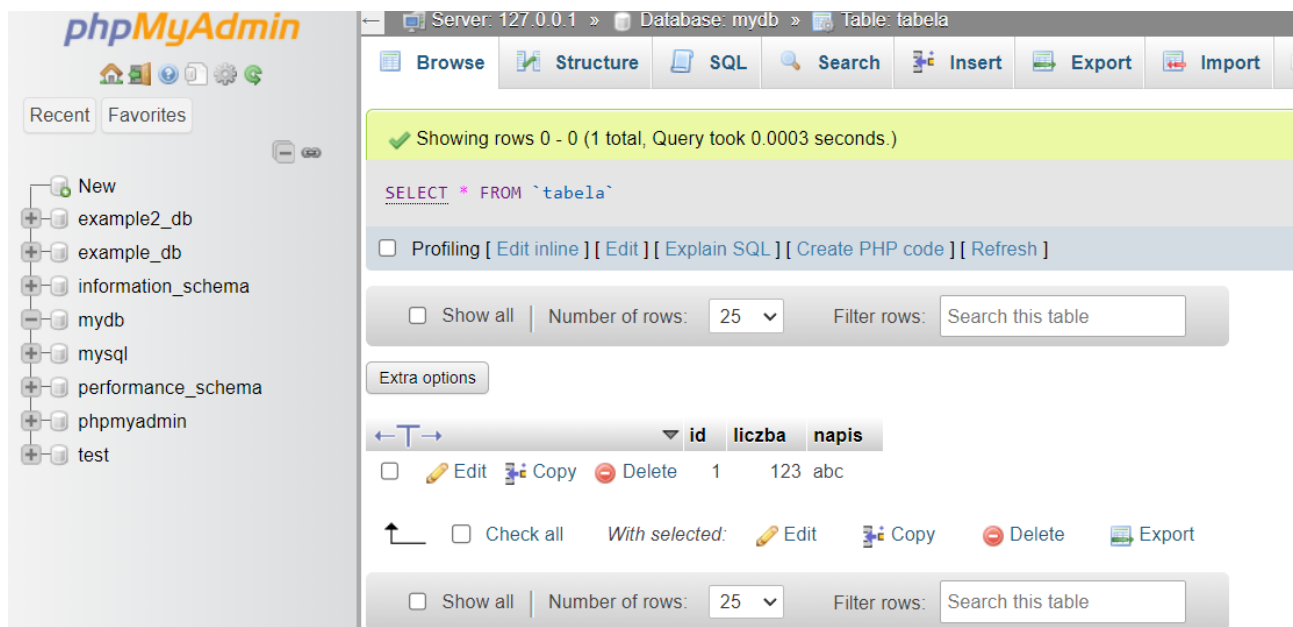 phpMyAdmin
Server: 127.0.0.1 » Database: mydb » Table: tabela
Browse Structure SQL Search Insert Export Import
Recent Favorites
Showing rows 0 - 0 (1 total, Query took 0.0003 seconds.)
SELECT * FROM `tabela`
Profiling [ Edit inline ] [ Edit ] [ Explain SQL ] [ Create PHP code ] [ Refresh ]
New
example2_db
example_db
information_schema
mydb
mysql
performance_schema
phpmyadmin
test
Show all Number of rows: 25 Filter rows: Search this table
Extra options
id liczba napis
Edit Copy Delete 1 123 abc
Check all With selected: Edit Copy Delete Export
Show all Number of rows: 25 Filter rows: Search this table